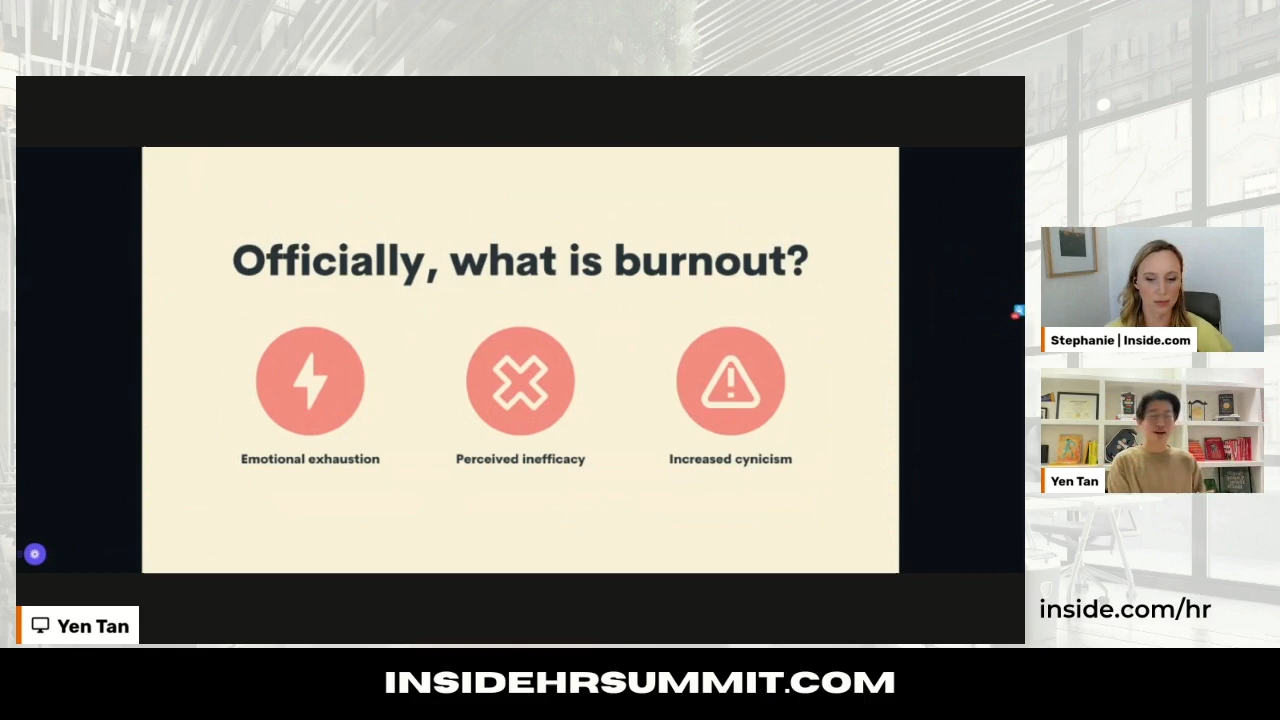 Officially, what is burnout?
Emotional exhaustion
Perceived inefficacy
Increased cynicism
Yen Tan
Stephanie | Inside.com
Yen Tan
inside.com/hr
INSIDEHRSUMMIT.COM